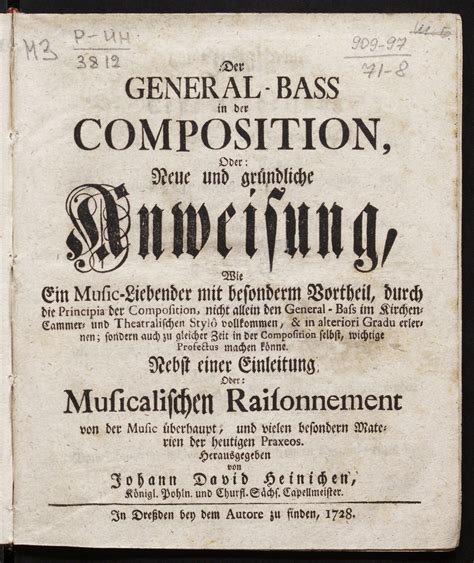 МЗ
Р-ИН
3812
909-97
71-8
Der
GENERAL-BASS
in der
COMPOSITION,
Oder:
Neue und gründliche
Anweisung,
Wie
Ein Music-Liebender mit besonderm Vortheil, durch
die Principia der Composition, nicht allein den General-Bass im Kirchen-
Cammer- und Theatralischen Stylô vollkommen, & in alteriori Gradu erler-
nen; sondern auch zu gleicher Zeit in der Composition selbst, wichtige
Profectus machen könne.
Nebst einer Einleitung
Oder:
Musicalischen Raisonnement
von der Music überhaupt, und vielen besondern Mate-
rien der heutigen Praxeos.
Herausgegeben
von
Johann David Heinichen,
Königl. Pohln. und Churfl. Sächs. Capellmeister.
In Dreßden bey dem Autore zu finden, 1728.